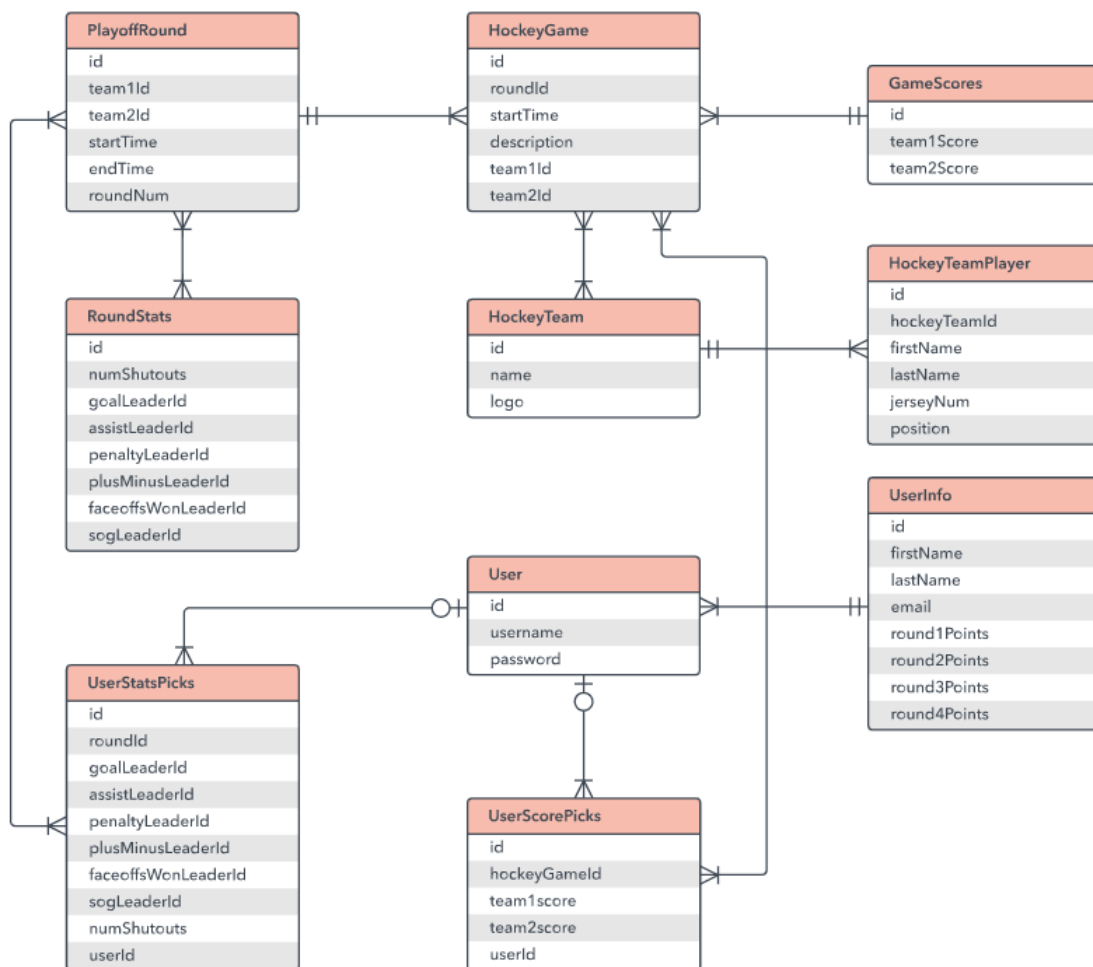 PlayoffRound
id
team1Id
team2Id
startTime
endTime
roundNum
HockeyGame
id
roundId
startTime
description
team1Id
team2Id
GameScores
id
team1Score
team2Score
RoundStats
id
numShutouts
goalLeaderId
assistLeaderId
penaltyLeaderId
plusMinusLeaderId
faceoffsWonLeaderId
sogLeaderId
HockeyTeam
id
name
logo
HockeyTeamPlayer
id
hockeyTeamId
firstName
lastName
jerseyNum
position
User
id
username
password
UserInfo
id
firstName
lastName
email
round1Points
round2Points
round3Points
round4Points
UserStatsPicks
id
roundId
goalLeaderId
assistLeaderId
penaltyLeaderId
plusMinusLeaderId
faceoffsWonLeaderId
sogLeaderId
numShutouts
userId
UserScorePicks
id
hockeyGameId
team1score
team2score
userId